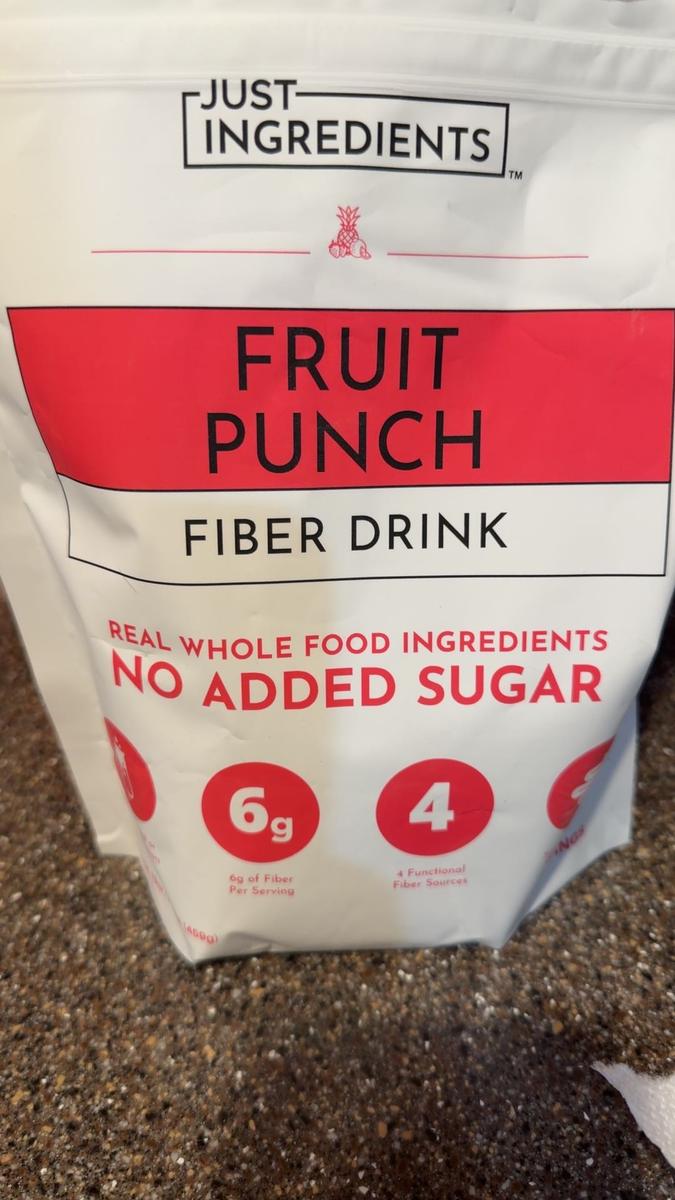 JUST
INGREDIENTS
TM
FRUIT
PUNCH
FIBER DRINK
REAL WHOLE FOOD INGREDIENTS
NO ADDED SUGAR
6g
4
6g of Fiber
Per Serving
4 Functional
Fiber Sources